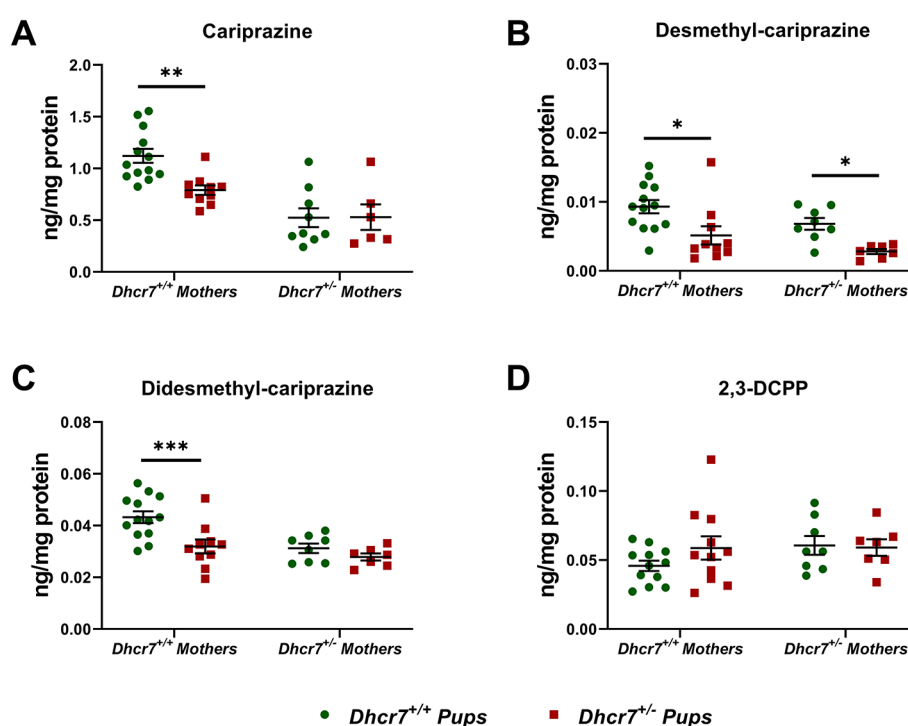 A
Cariprazine
**
2.0
1.5
1.0
0.5
0.0
ng/mg protein
Dhcr7+/+ Mothers
Dhcr7+/- Mothers
B
Desmethyl-cariprazine
*
*
0.03
0.02
0.01
0.00
ng/mg protein
Dhcr7+/+ Mothers
Dhcr7+/- Mothers
C
Didesmethyl-cariprazine
***
0.08
0.06
0.04
0.02
0.00
ng/mg protein
Dhcr7+/+ Mothers
Dhcr7+/- Mothers
D
2,3-DCPP
0.15
0.10
0.05
0.00
ng/mg protein
Dhcr7+/+ Mothers
Dhcr7+/- Mothers
Dhcr7+/+ Pups
Dhcr7+/- Pups